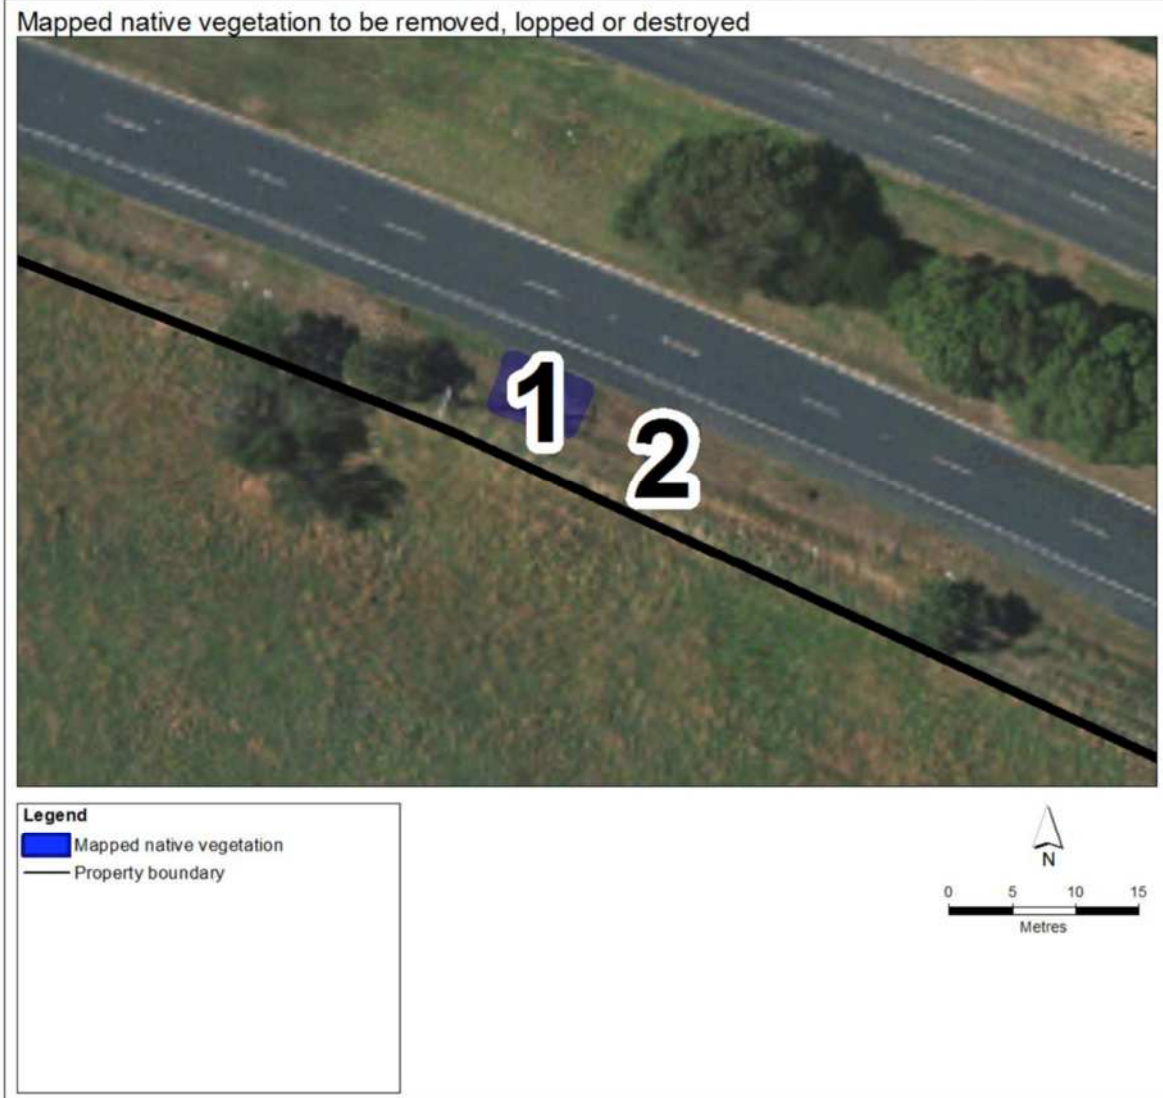 Mapped native vegetation to be removed, lopped or destroyed
1
2
Legend
Mapped native vegetation
Property boundary
N
0 5 10 15
Metres